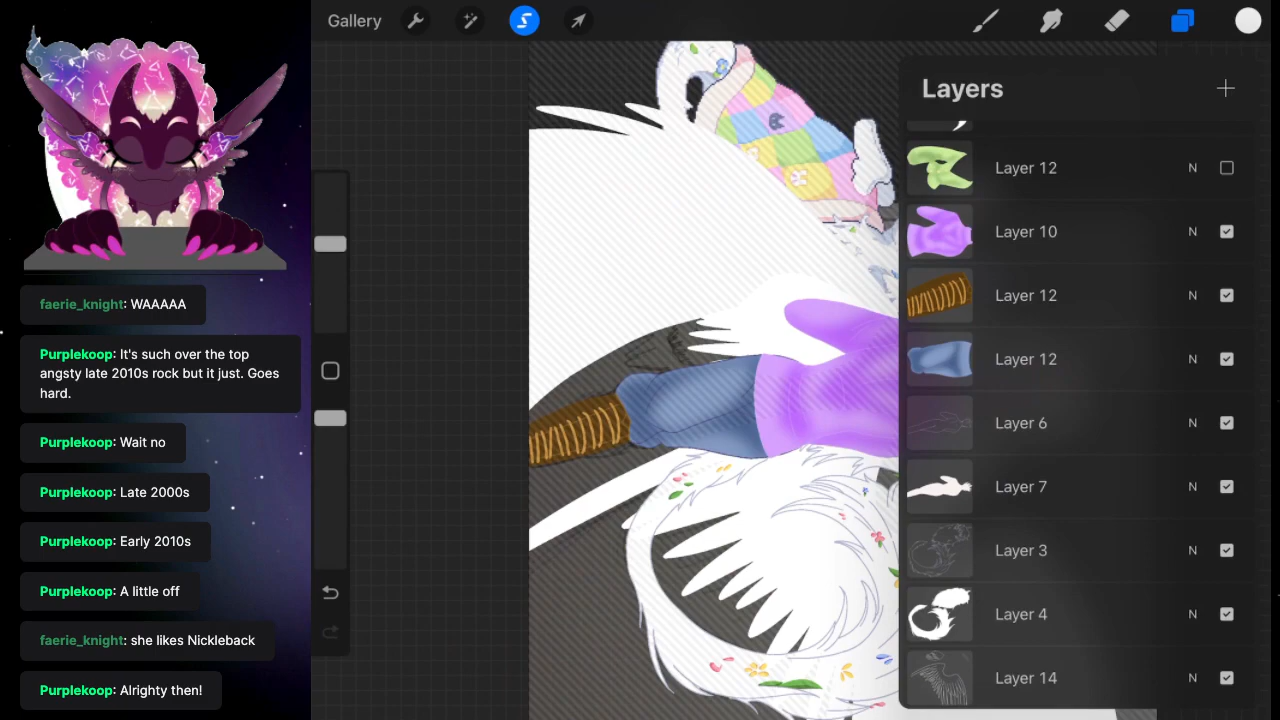 Gallery
Layers
Layer 12 N
Layer 10 N
Layer 12 N
Layer 12 N
Layer 6 N
Layer 7 N
Layer 3 N
Layer 4 N
Layer 14 N
faerie_knight: WAAAAA
Purplekoop: It's such over the top
angsty late 2010s rock but it just. Goes
hard.
Purplekoop: Wait no
Purplekoop: Late 2000s
Purplekoop: Early 2010s
Purplekoop: A little off
faerie_knight: she likes Nickleback
Purplekoop: Alrighty then!